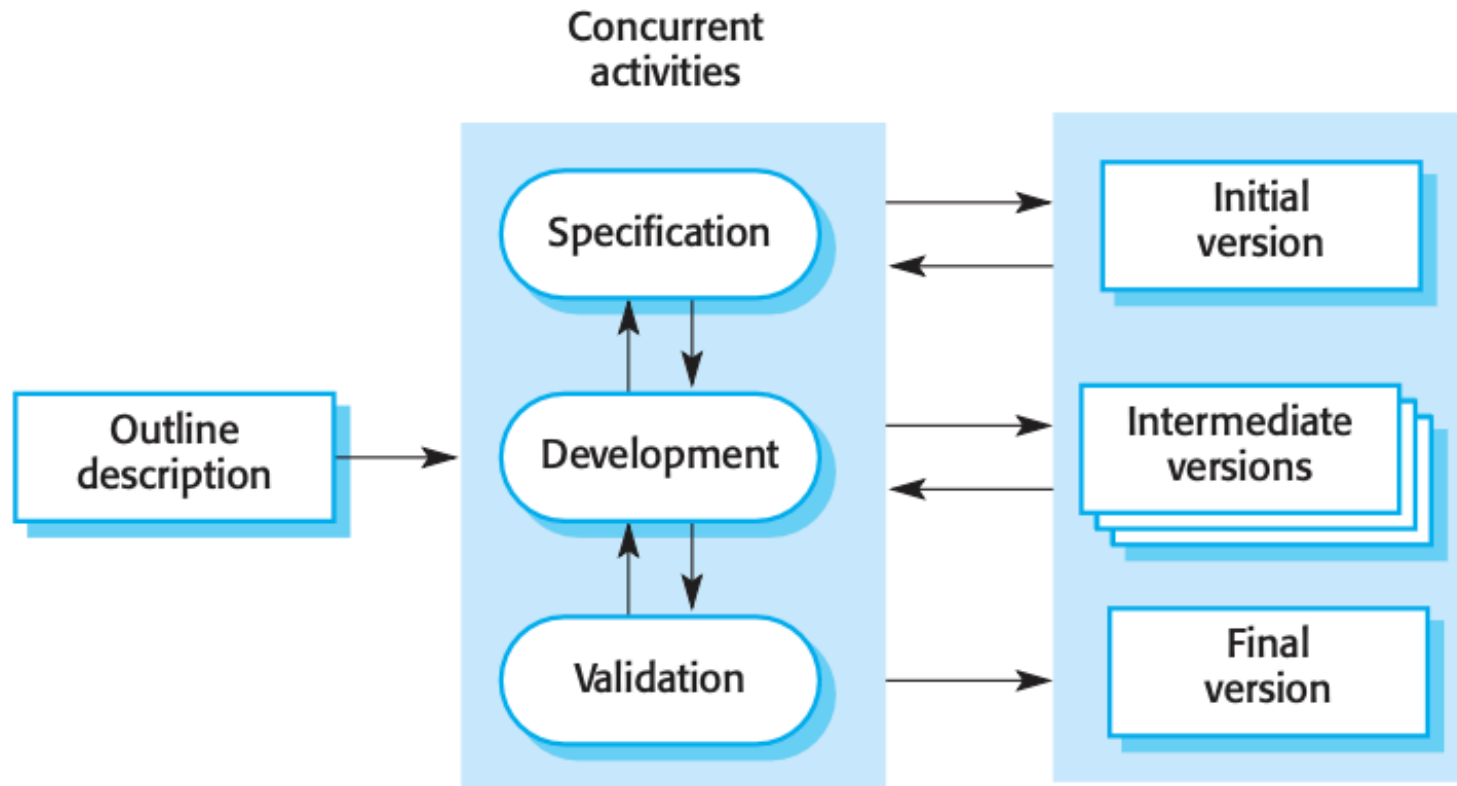 Concurrent
activities
Outline
description
Specification
Development
Validation
Initial
version
Intermediate
versions
Final
version